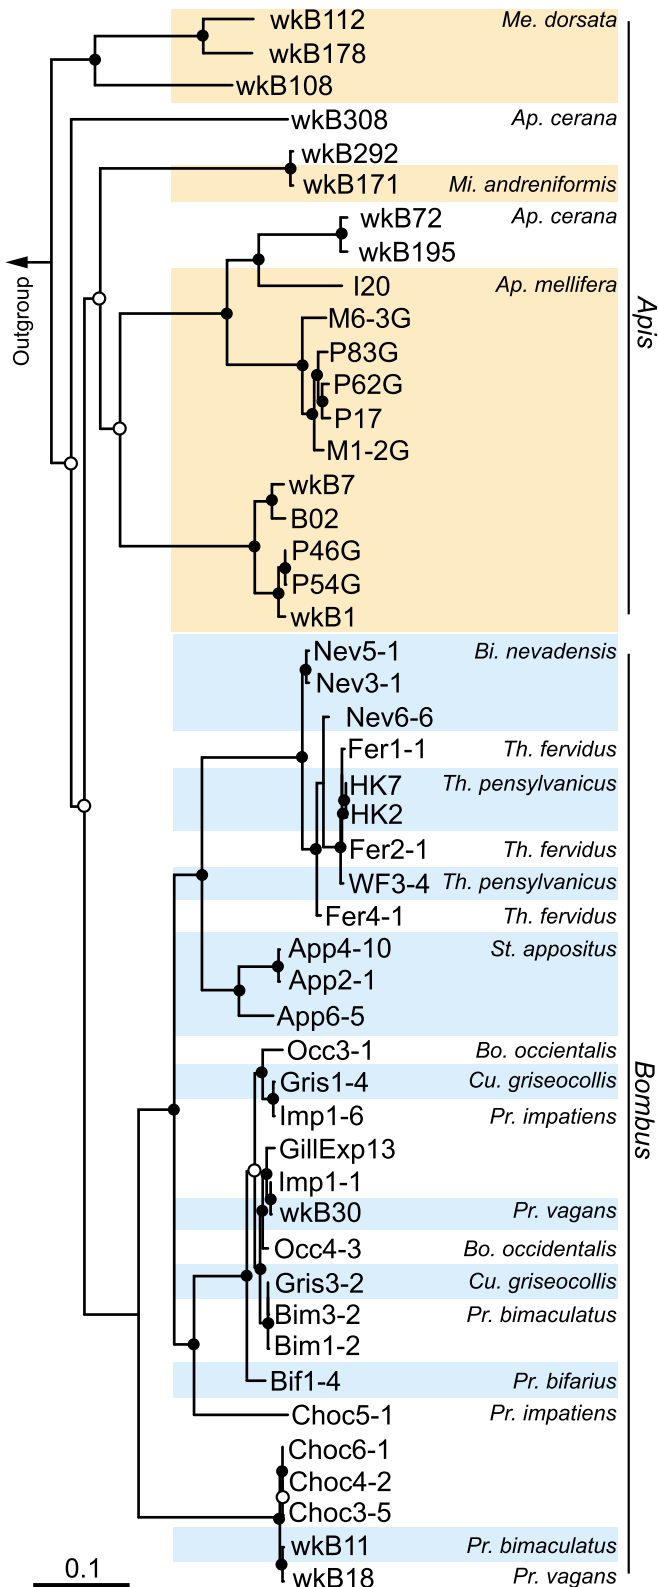 wkB112 Me. dorsata
wkB178
wkB108
wkB308 Ap. cerana
wkB292
wkB171 Mi. andreniformis
wkB72 Ap. cerana
wkB195
I20 Ap. mellifera
M6-3G
P83G
P62G
P17
M1-2G
wkB7
B02
P46G
P54G
wkB1
Outgroup
Apis
Nev5-1 Bi. nevadensis
Nev3-1
Nev6-6
Fer1-1 Th. fervidus
HK7 Th. pensylvanicus
HK2
Fer2-1 Th. fervidus
WF3-4 Th. pensylvanicus
Fer4-1 Th. fervidus
App4-10 St. appositus
App2-1
App6-5
Occ3-1 Bo. occientalis
Gris1-4 Cu. griseocollis
Imp1-6 Pr. impatiens
GillExp13
Imp1-1
wkB30 Pr. vagans
Occ4-3 Bo. occidentalis
Gris3-2 Cu. griseocollis
Bim3-2 Pr. bimaculatus
Bim1-2
Bif1-4 Pr. bifarius
Choc5-1 Pr. impatiens
Choc6-1
Choc4-2
Choc3-5
wkB11 Pr. bimaculatus
wkB18 Pr. vagans
Bombus
0.1